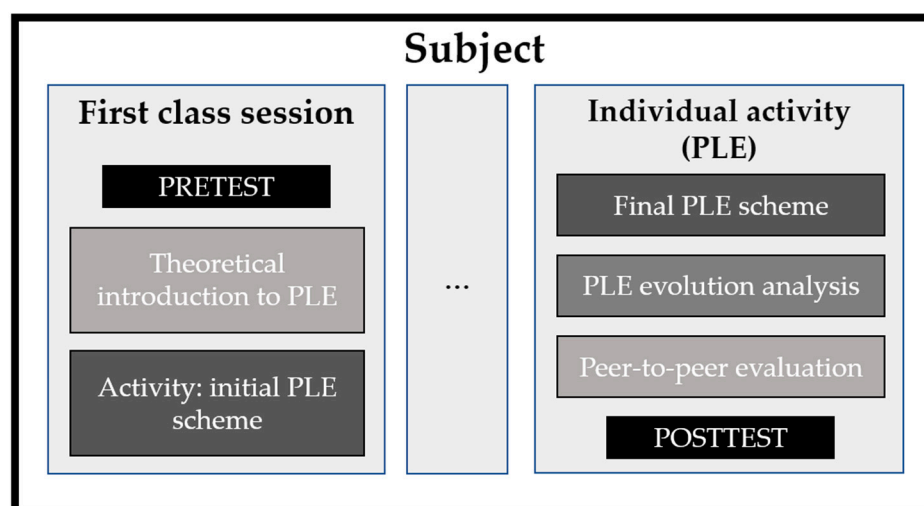 Subject
First class session
PRETEST
Theoretical
introduction to PLE
Activity: initial PLE
scheme
...
Individual activity
(PLE)
Final PLE scheme
PLE evolution analysis
Peer-to-peer evaluation
POSTTEST